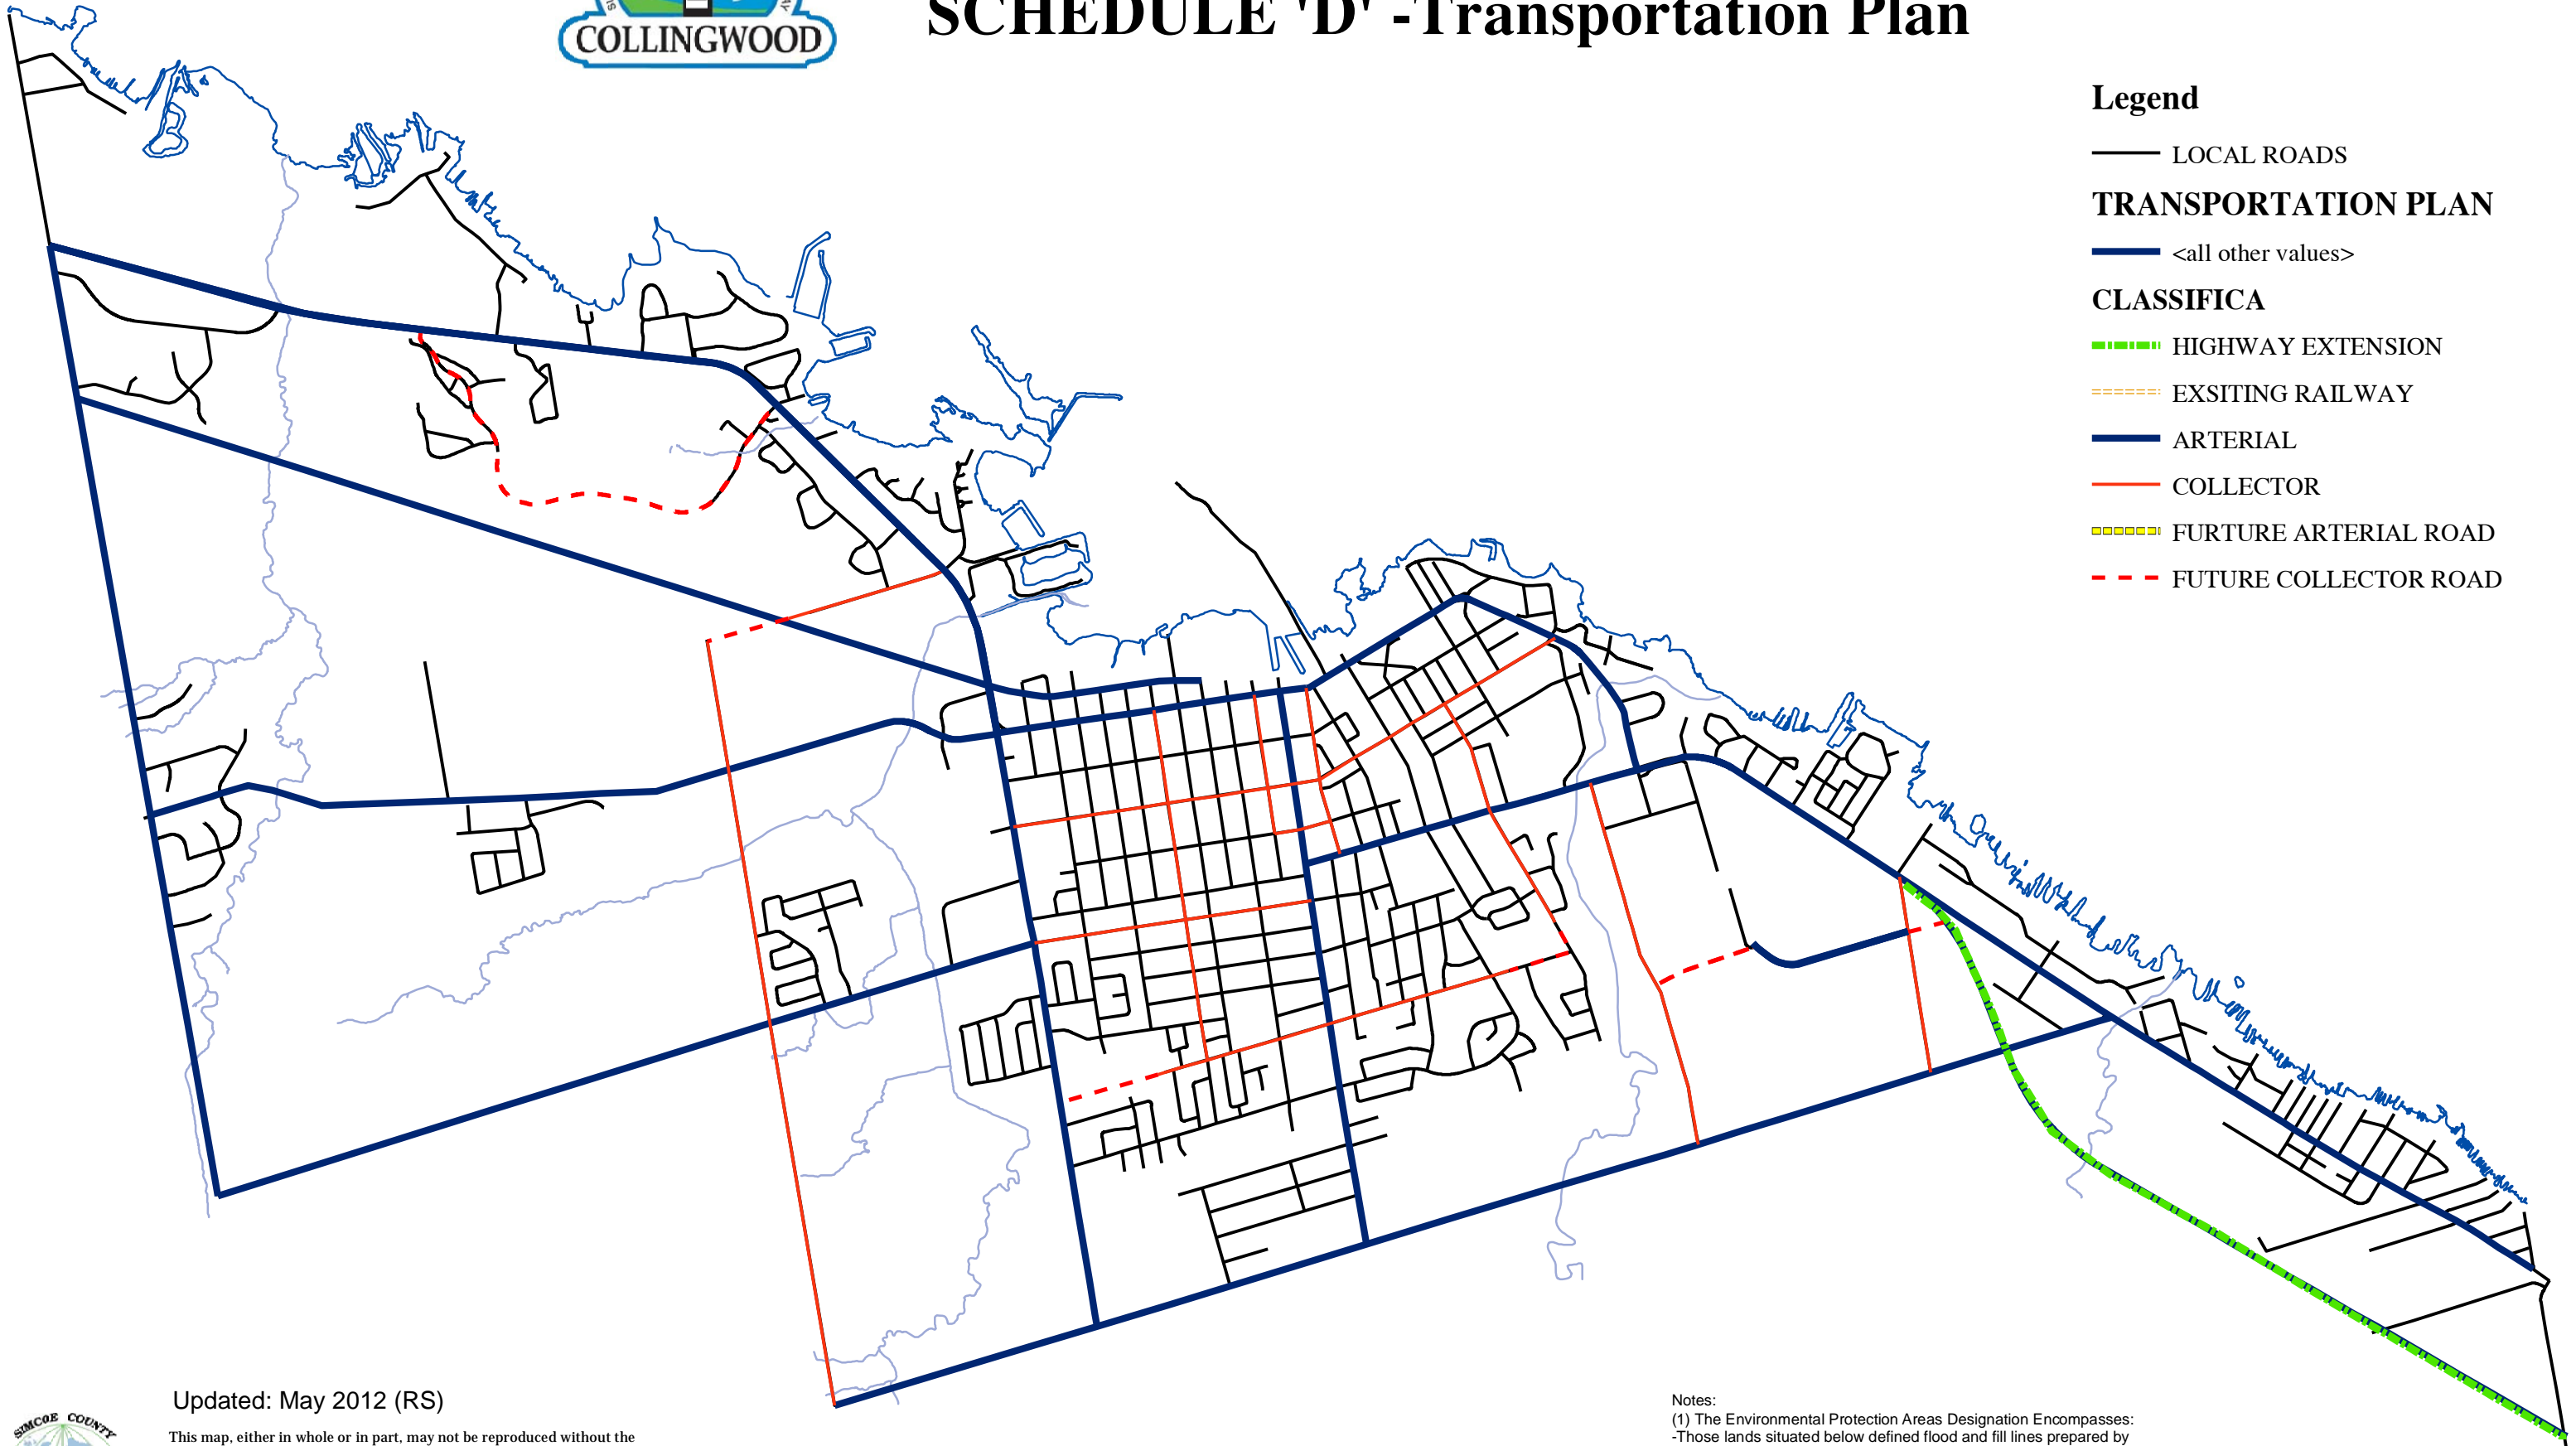 SCHEDULE 'D' -Transportation Plan
COLLINGWOOD
Legend
LOCAL ROADS
TRANSPORTATION PLAN
<all other values>
CLASSIFICA
HIGHWAY EXTENSION
EXSITING RAILWAY
ARTERIAL
COLLECTOR
FURTURE ARTERIAL ROAD
FUTURE COLLECTOR ROAD
Updated: May 2012 (RS)
SIMCOE COUNTY
This map, either in whole or in part, may not be reproduced without the
Notes:
(1) The Environmental Protection Areas Designation Encompasses:
-Those lands situated below defined flood and fill lines prepared by